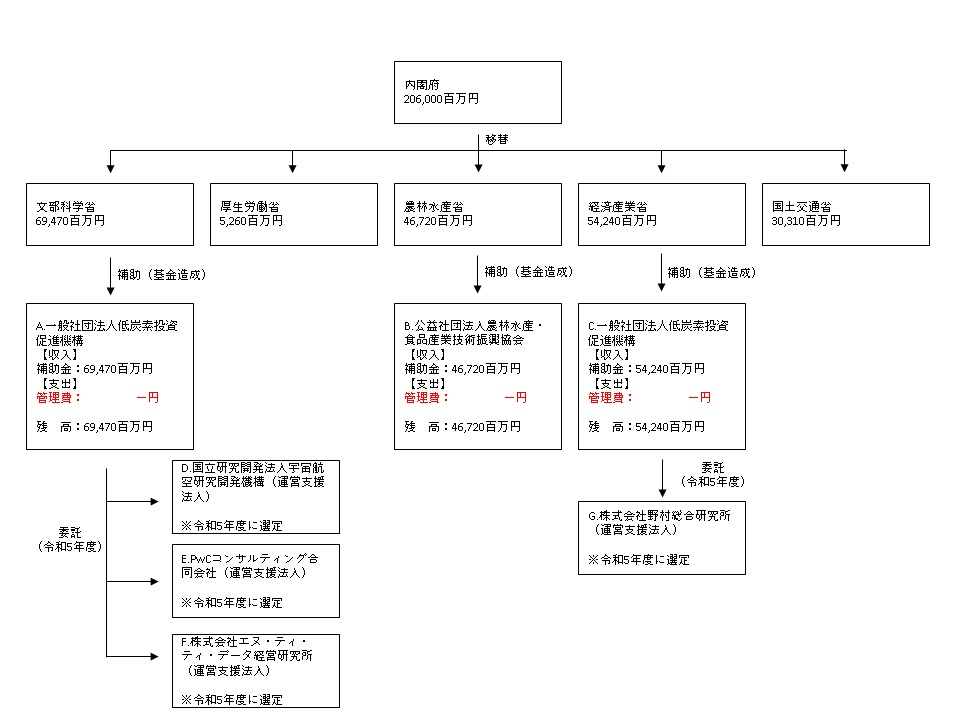 内閣府
206,000百万円
移替
文部科学省
69,470百万円
厚生労働省
5,260百万円
農林水産省
46,720百万円
経済産業省
54,240百万円
国土交通省
30,310百万円
補助（基金造成）
補助（基金造成）
補助（基金造成）
A.一般社団法人低炭素投資
促進機構
【収入】
補助金：69,470百万円
【支出】
管理費：　　　　　ー円
残　高：69,470百万円
B.公益社団法人農林水産・
食品産業技術振興協会
【収入】
補助金：46,720百万円
【支出】
管理費：　　　　　ー円
残　高：46,720百万円
C.一般社団法人低炭素投資
促進機構
【収入】
補助金：54,240百万円
【支出】
管理費：　　　　　ー円
残　高：54,240百万円
委託
（令和5年度）
D.国立研究開発法人宇宙航
空研究開発機構（運営支援
法人）
※令和5年度に選定
E.PwCコンサルティング合
同会社（運営支援法人）
※令和5年度に選定
F.株式会社エヌ・ティ・
ティ・データ経営研究所
（運営支援法人）
※令和5年度に選定
委託
（令和5年度）
G.株式会社野村総合研究所
（運営支援法人）
※令和5年度に選定